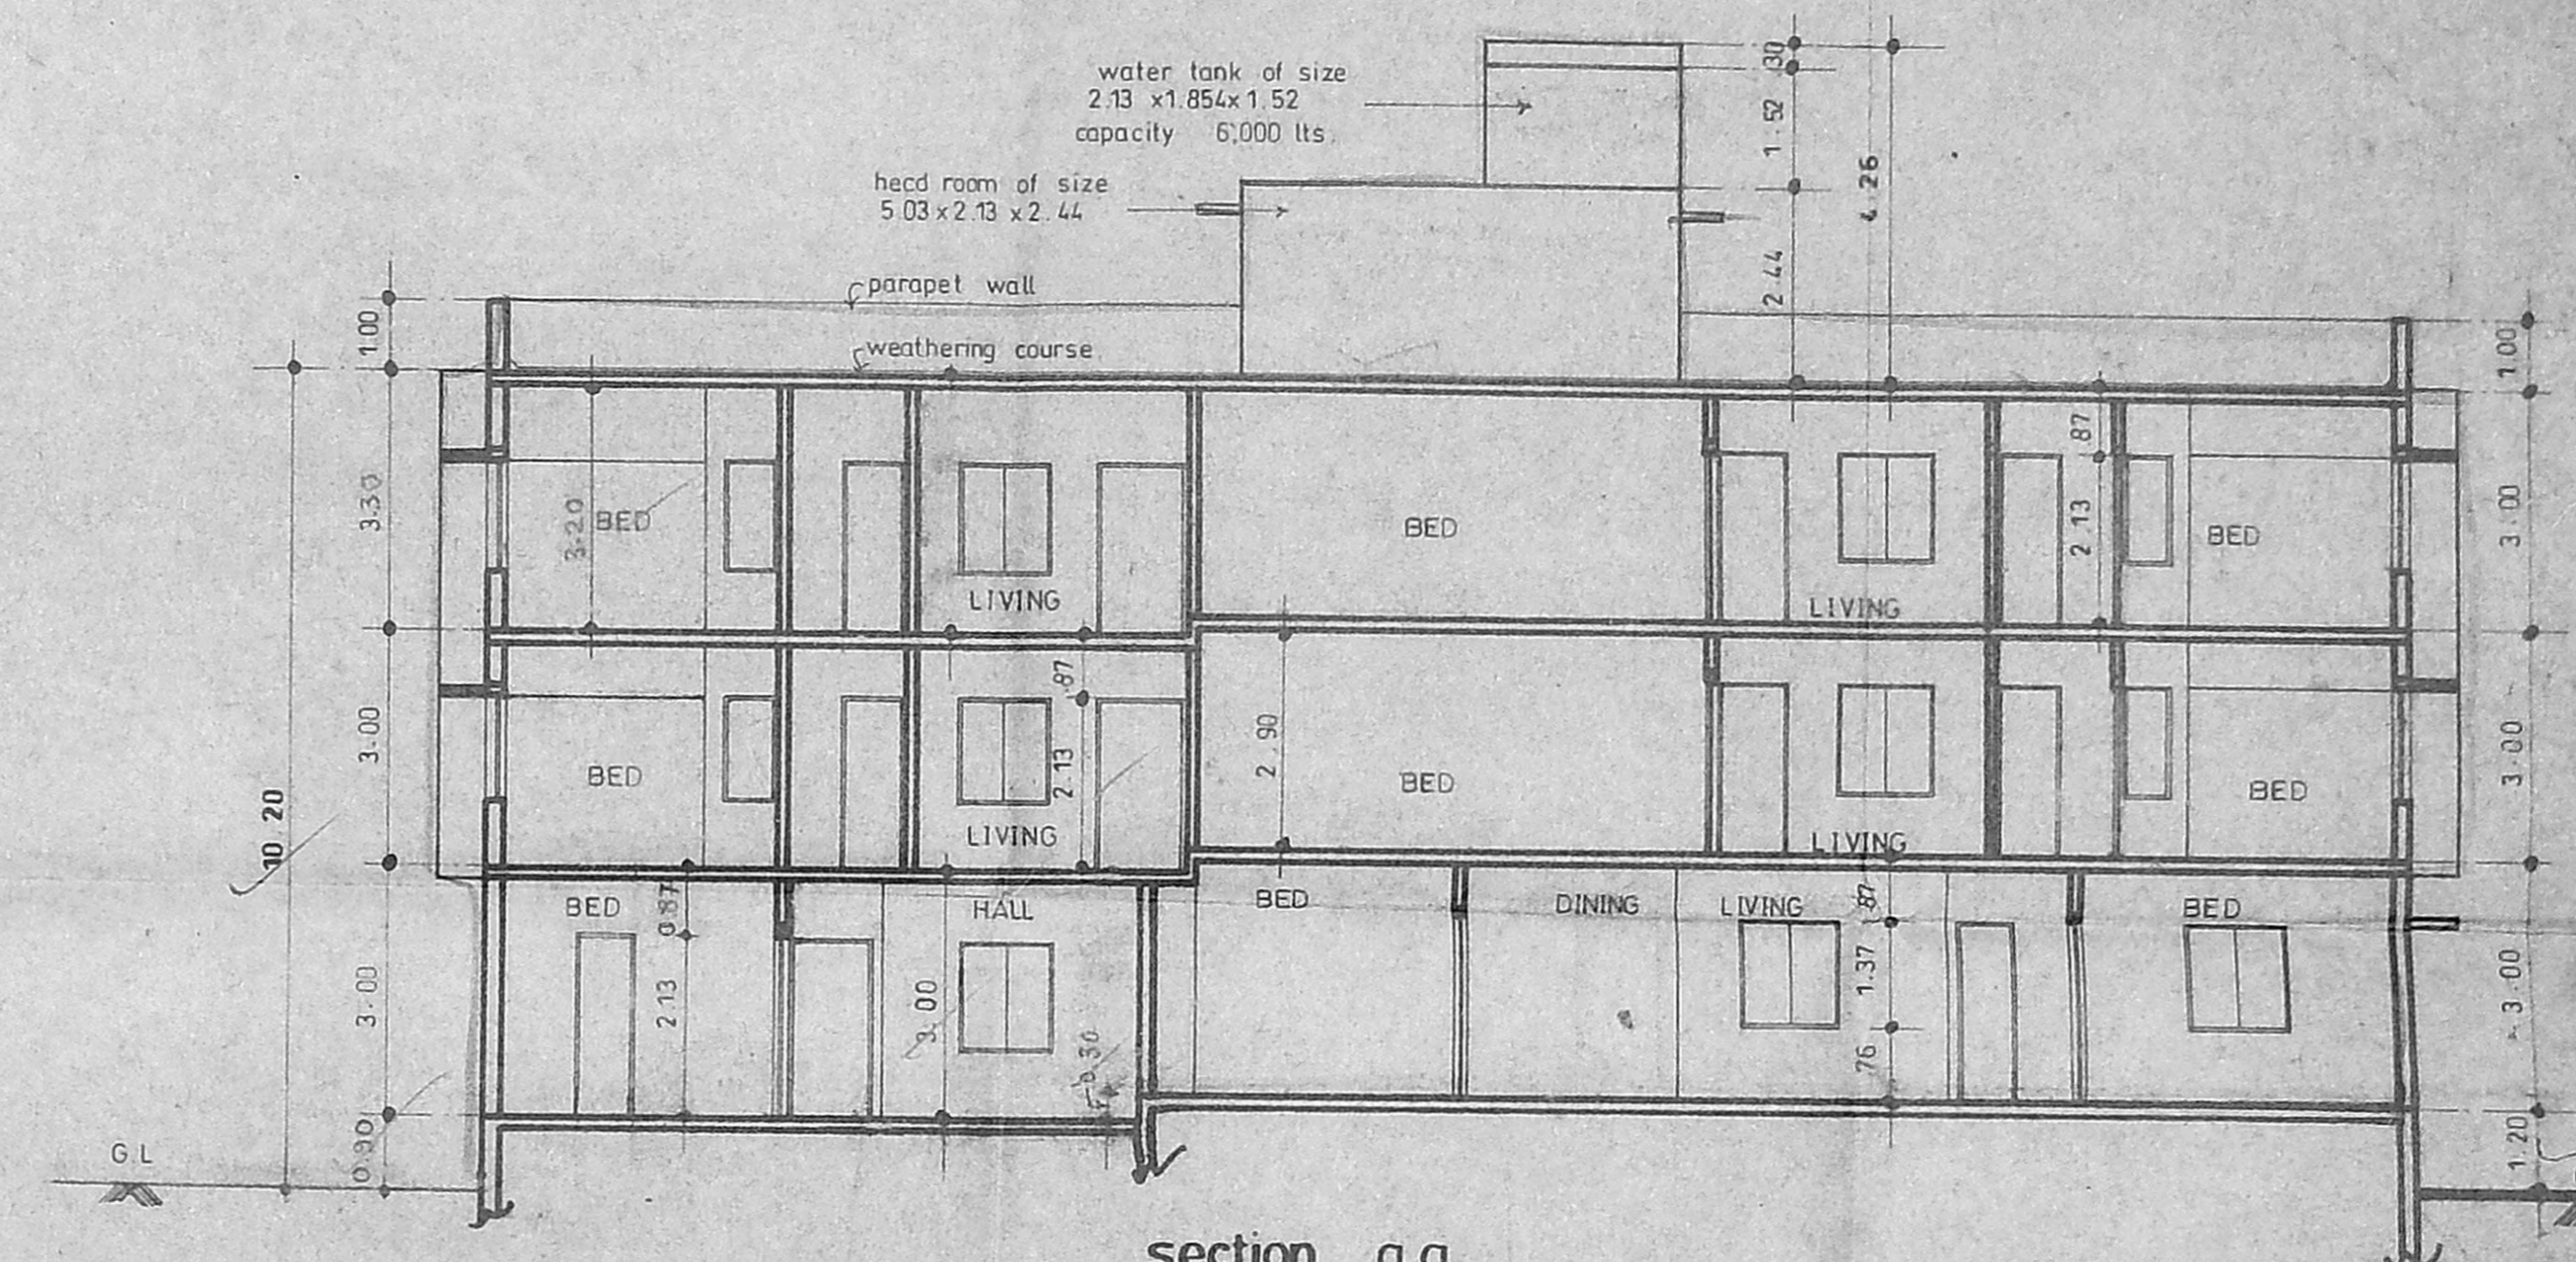 water tank of size
2.13 x1.854x 1.52
capacity 6,000 lts.
hecd room of size
5.03 x 2.13 x 2.44
parapet wall
weathering course
30
1.52
4.26
2.44
1.00
1.00
3.30
3.20
BED
LIVING
BED
LIVING
.87
2.13
BED
3.00
10.20
3.00
BED
LIVING
.87
2.13
2.90
BED
LIVING
BED
3.00
BED
0.87
2.13
HALL
3.00
0.30
BED
DINING
LIVING
.87
1.37
76
BED
3.00
3.00
G.L
0.90
1.20
section aa